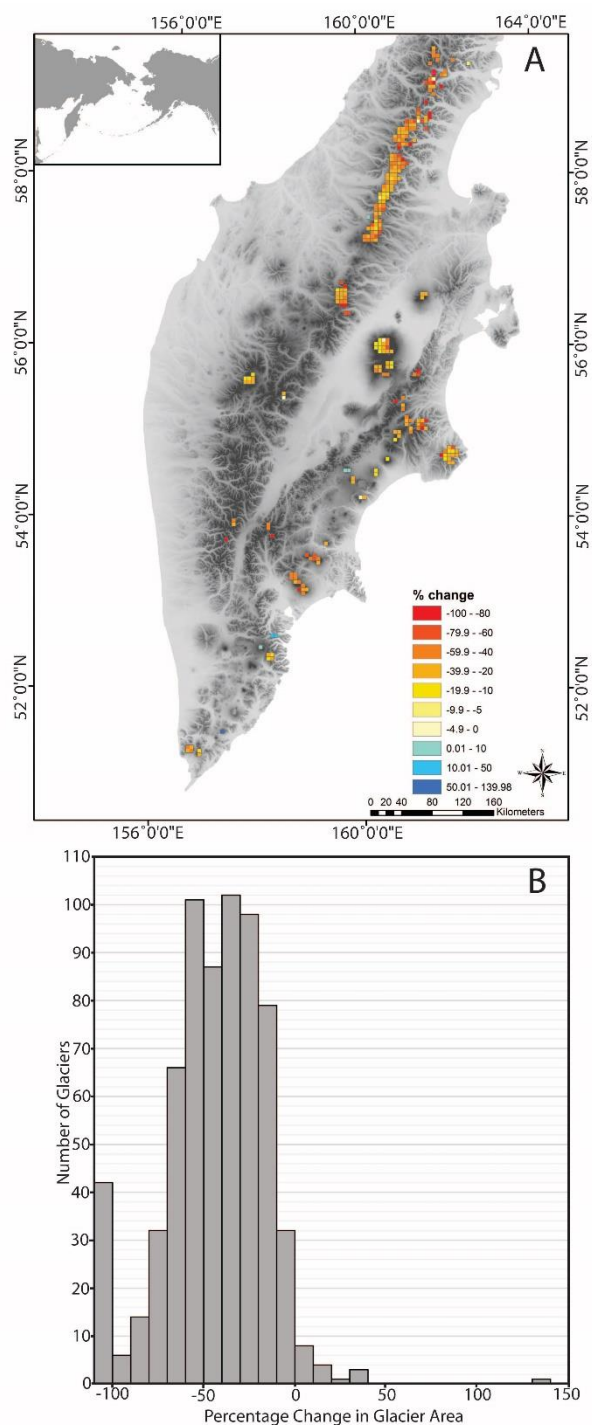 156°0'0"E 160°0'0"E 164°0'0"E
A
58°0'0"N 58°0'0"N
56°0'0"N 56°0'0"N
54°0'0"N 54°0'0"N
52°0'0"N 52°0'0"N
% change
-100 - -80
-79.9 - -60
-59.9 - -40
-39.9 - -20
-19.9 - -10
-9.9 - -5
-4.9 - 0
0.01 - 10
10.01 - 50
50.01 - 139.98
N
W E
S
0 20 40 80 120 160
Kilometers
156°0'0"E 160°0'0"E
B
110
100
90
80
70
60
50
40
30
20
10
0
Number of Glaciers
-100 -50 0 50 100 150
Percentage Change in Glacier Area